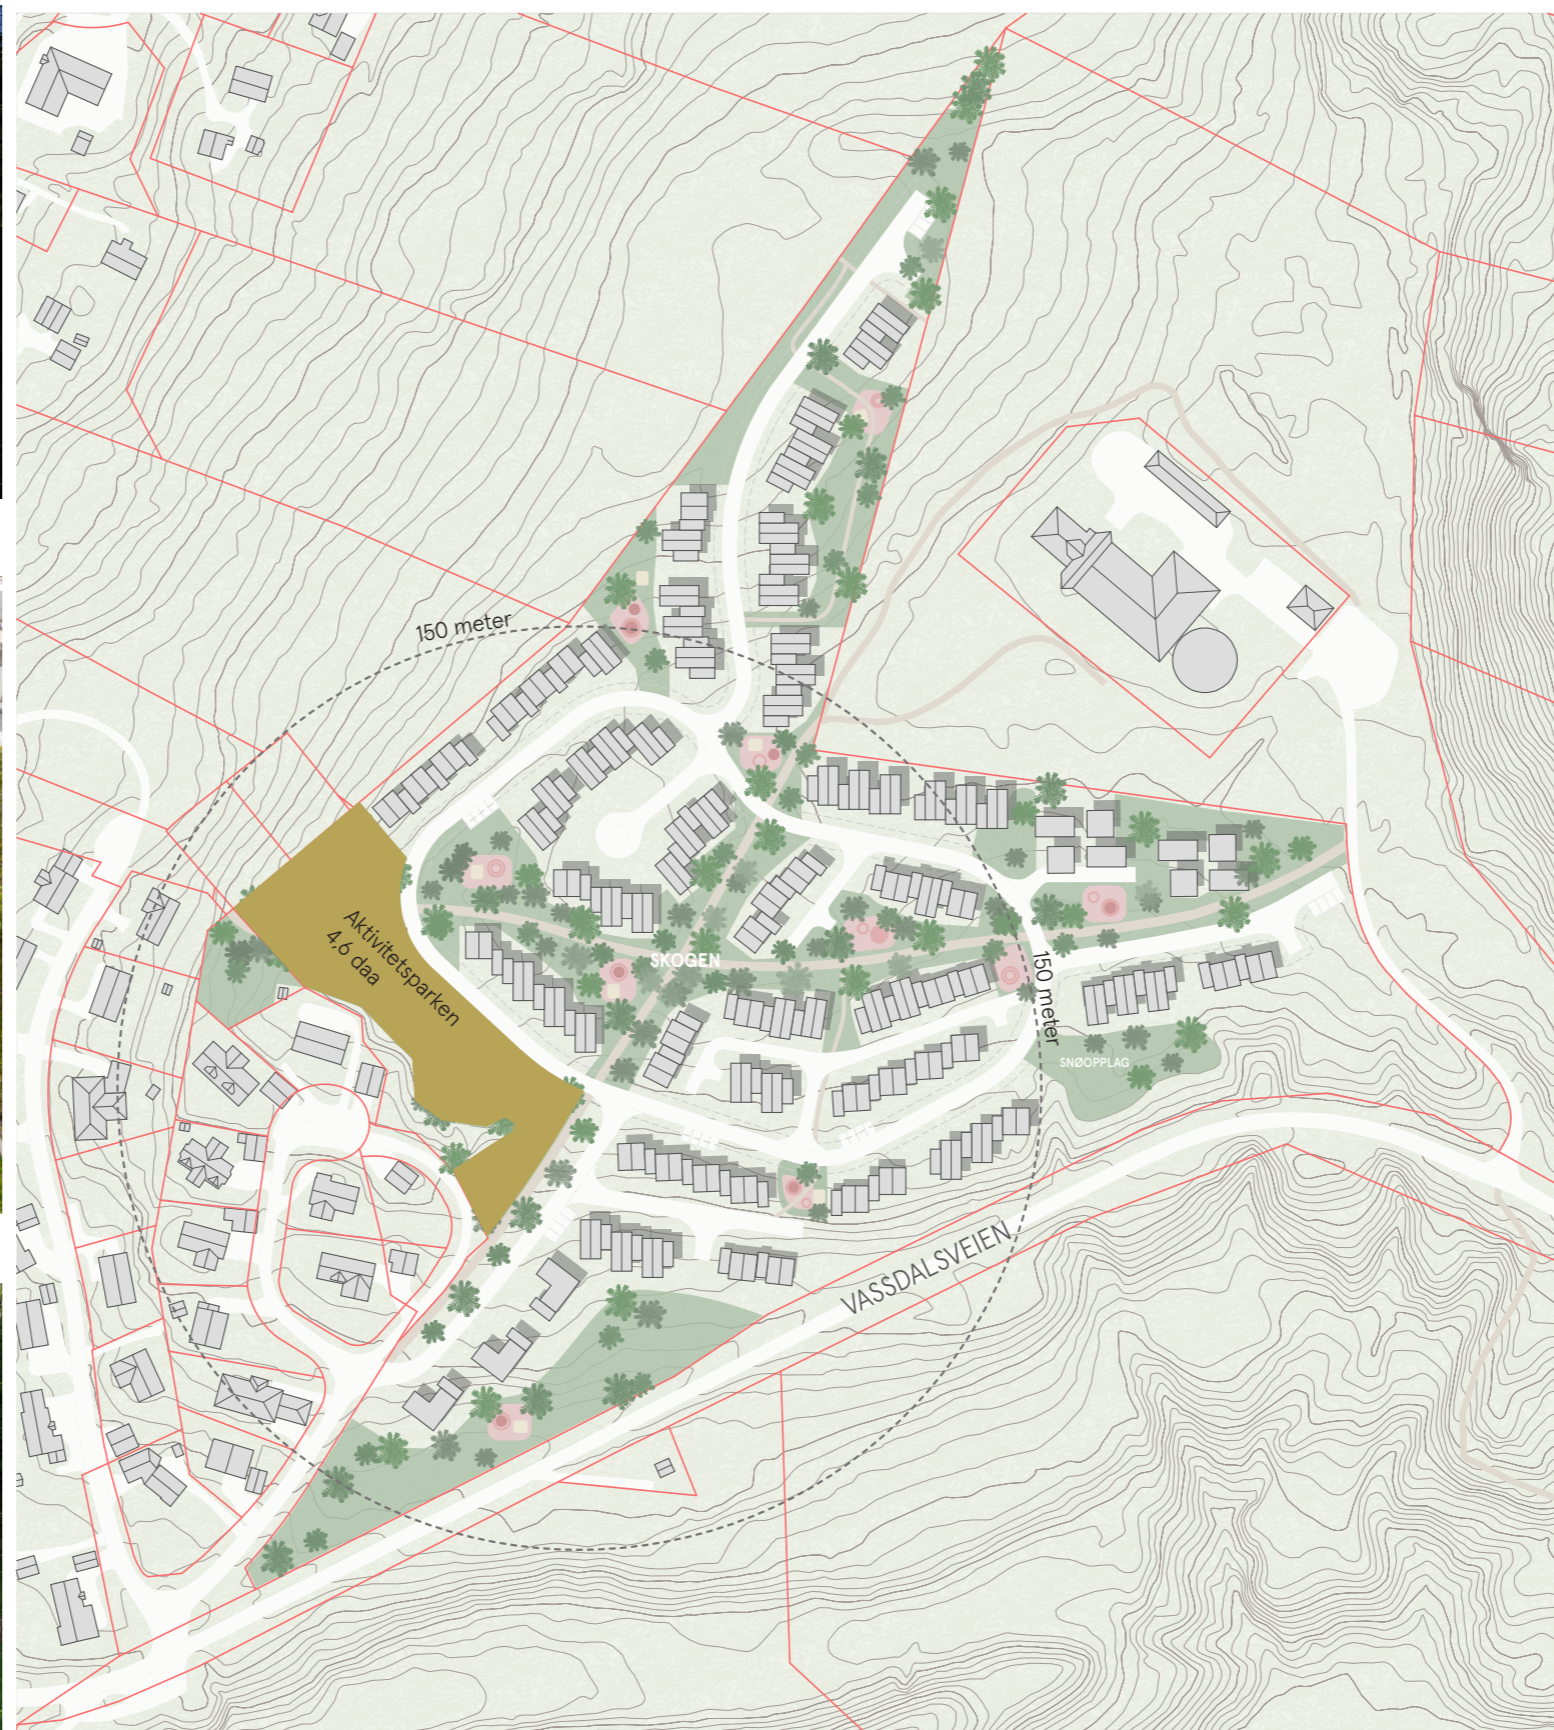 150 meter
Aktivitetsparken
4.6 daa
SKOGEN
150 meter
SNØOPPLAG
VASSDALSVEIEN